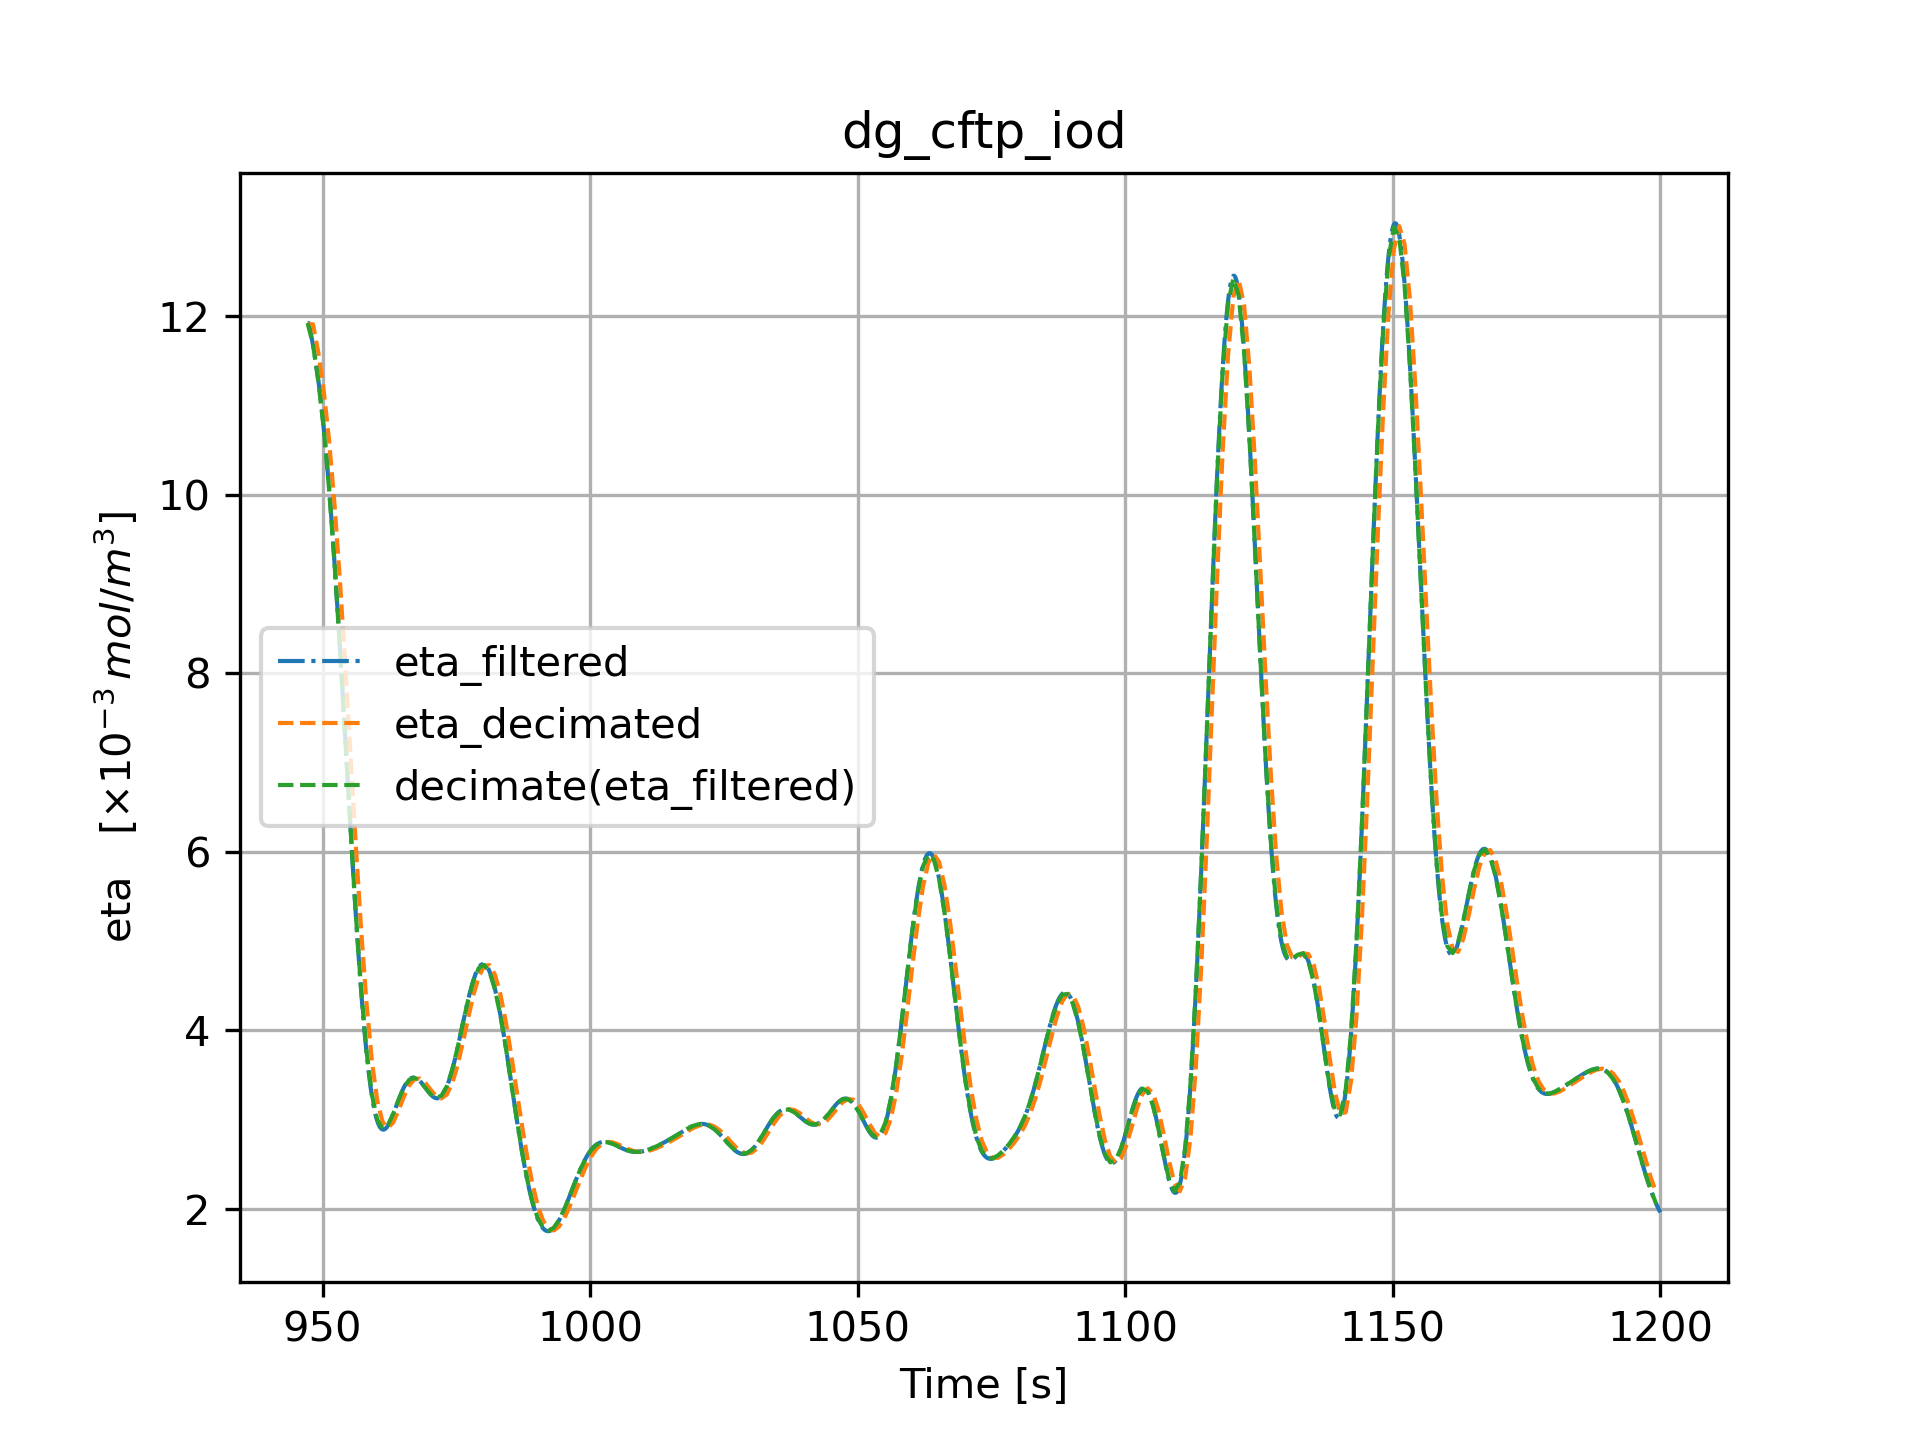 dg_cftp_iod
12
10
8
6
4
2
eta [×10⁻³ mol/m³]
eta_filtered
eta_decimated
decimate(eta_filtered)
950 1000 1050 1100 1150 1200
Time [s]